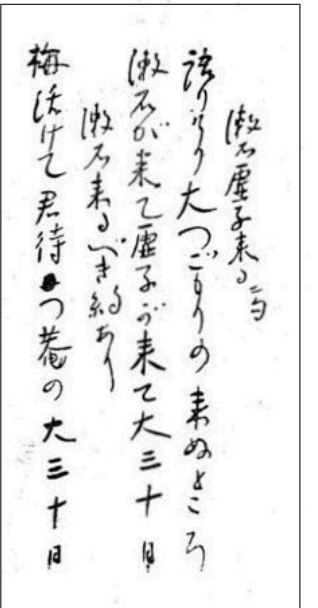 漱石虚子来る二句
語りけり大つごもりの来ぬところ
漱石が来て虚子が来て大三十日
漱石来るべき約あり
梅活けて君待つ菴の大三十日